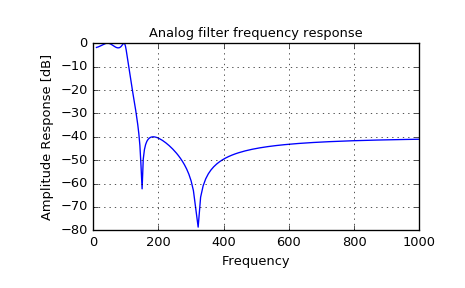 Analog filter frequency response
Amplitude Response [dB]
0
−10
−20
−30
−40
−50
−60
−70
−80
0 200 400 600 800 1000
Frequency